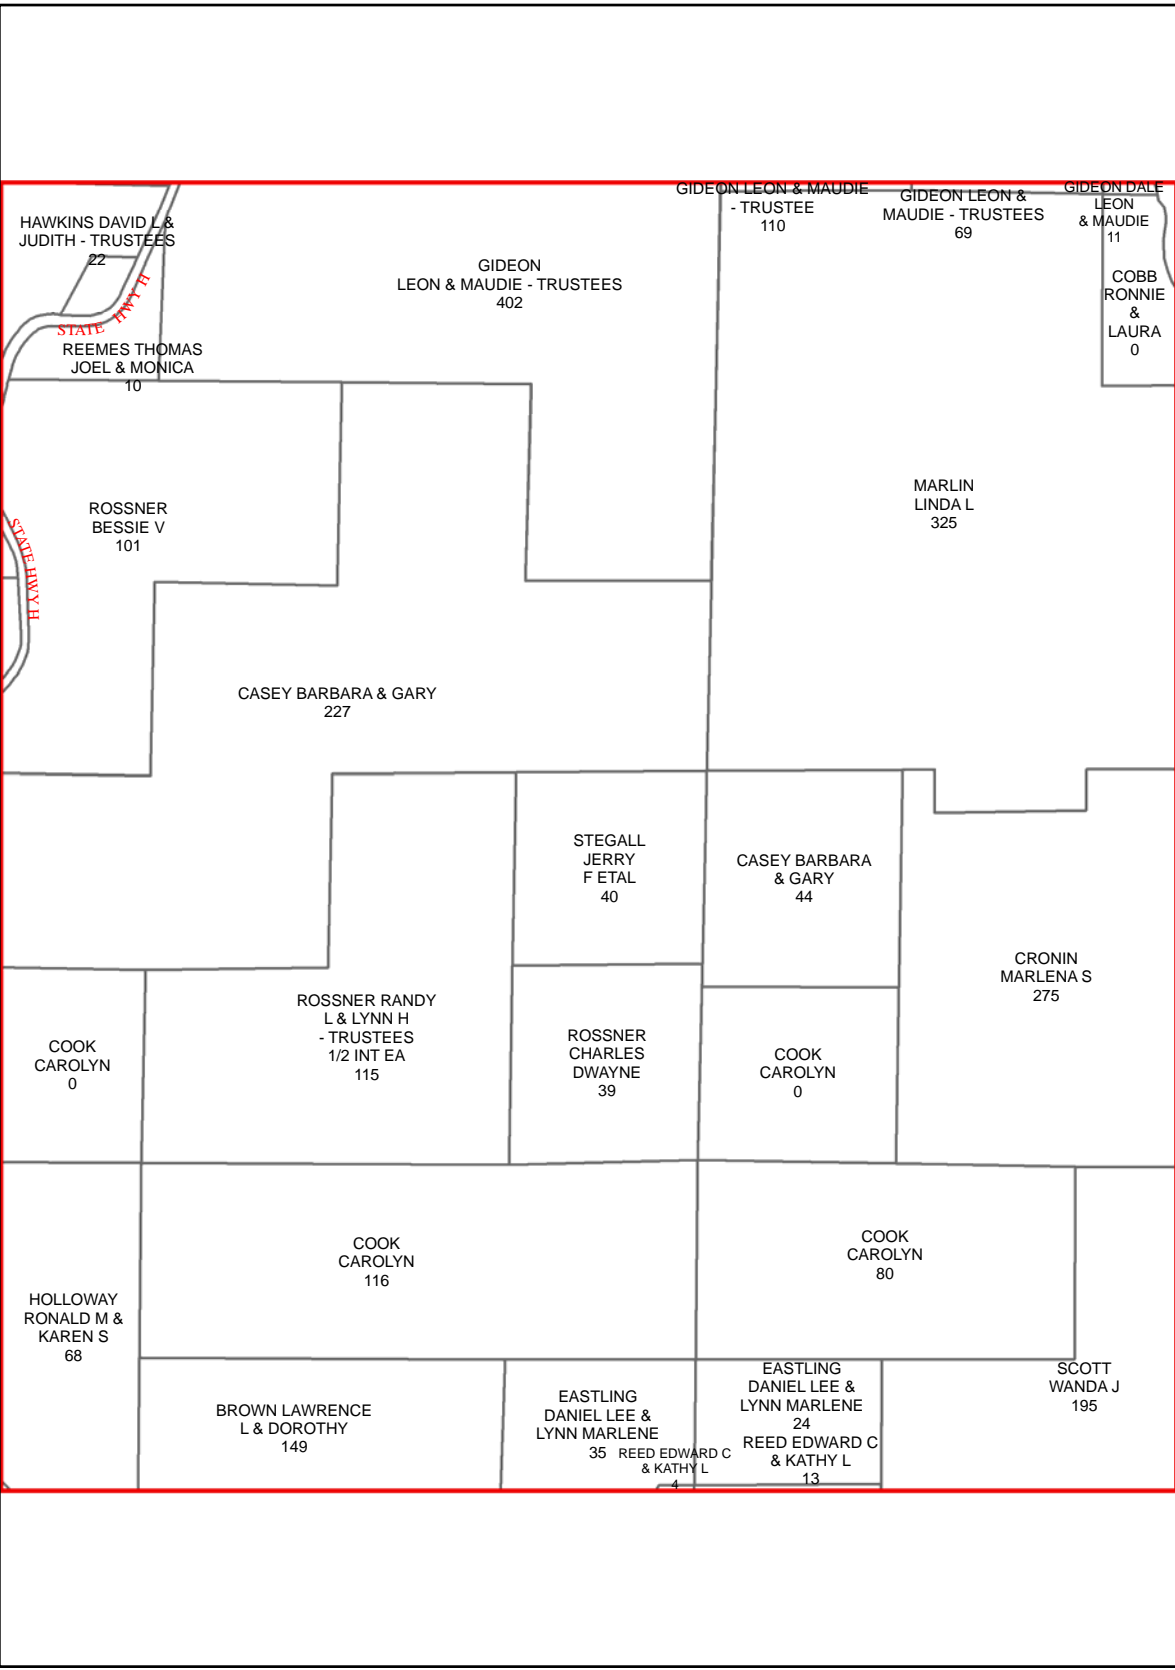 GIDEON LEON & MAUDIE
- TRUSTEE
110
GIDEON LEON &
MAUDIE - TRUSTEES
69
GIDEON DALE
LEON
& MAUDIE
11
HAWKINS DAVID L &
JUDITH - TRUSTEES
22
GIDEON
LEON & MAUDIE - TRUSTEES
402
COBB
RONNIE
&
LAURA
0
STATE HWY H
REEMES THOMAS
JOEL & MONICA
10
MARLIN
LINDA L
325
ROSSNER
BESSIE V
101
STATE HWY H
CASEY BARBARA & GARY
227
STEGALL
JERRY
F ETAL
40
CASEY BARBARA
& GARY
44
CRONIN
MARLENA S
275
ROSSNER RANDY
L & LYNN H
- TRUSTEES
1/2 INT EA
115
COOK
CAROLYN
0
ROSSNER
CHARLES
DWAYNE
39
COOK
CAROLYN
0
COOK
CAROLYN
116
COOK
CAROLYN
80
HOLLOWAY
RONALD M &
KAREN S
68
BROWN LAWRENCE
L & DOROTHY
149
EASTLING
DANIEL LEE &
LYNN MARLENE
35
REED EDWARD C
& KATHY L
4
EASTLING
DANIEL LEE &
LYNN MARLENE
24
REED EDWARD C
& KATHY L
13
SCOTT
WANDA J
195